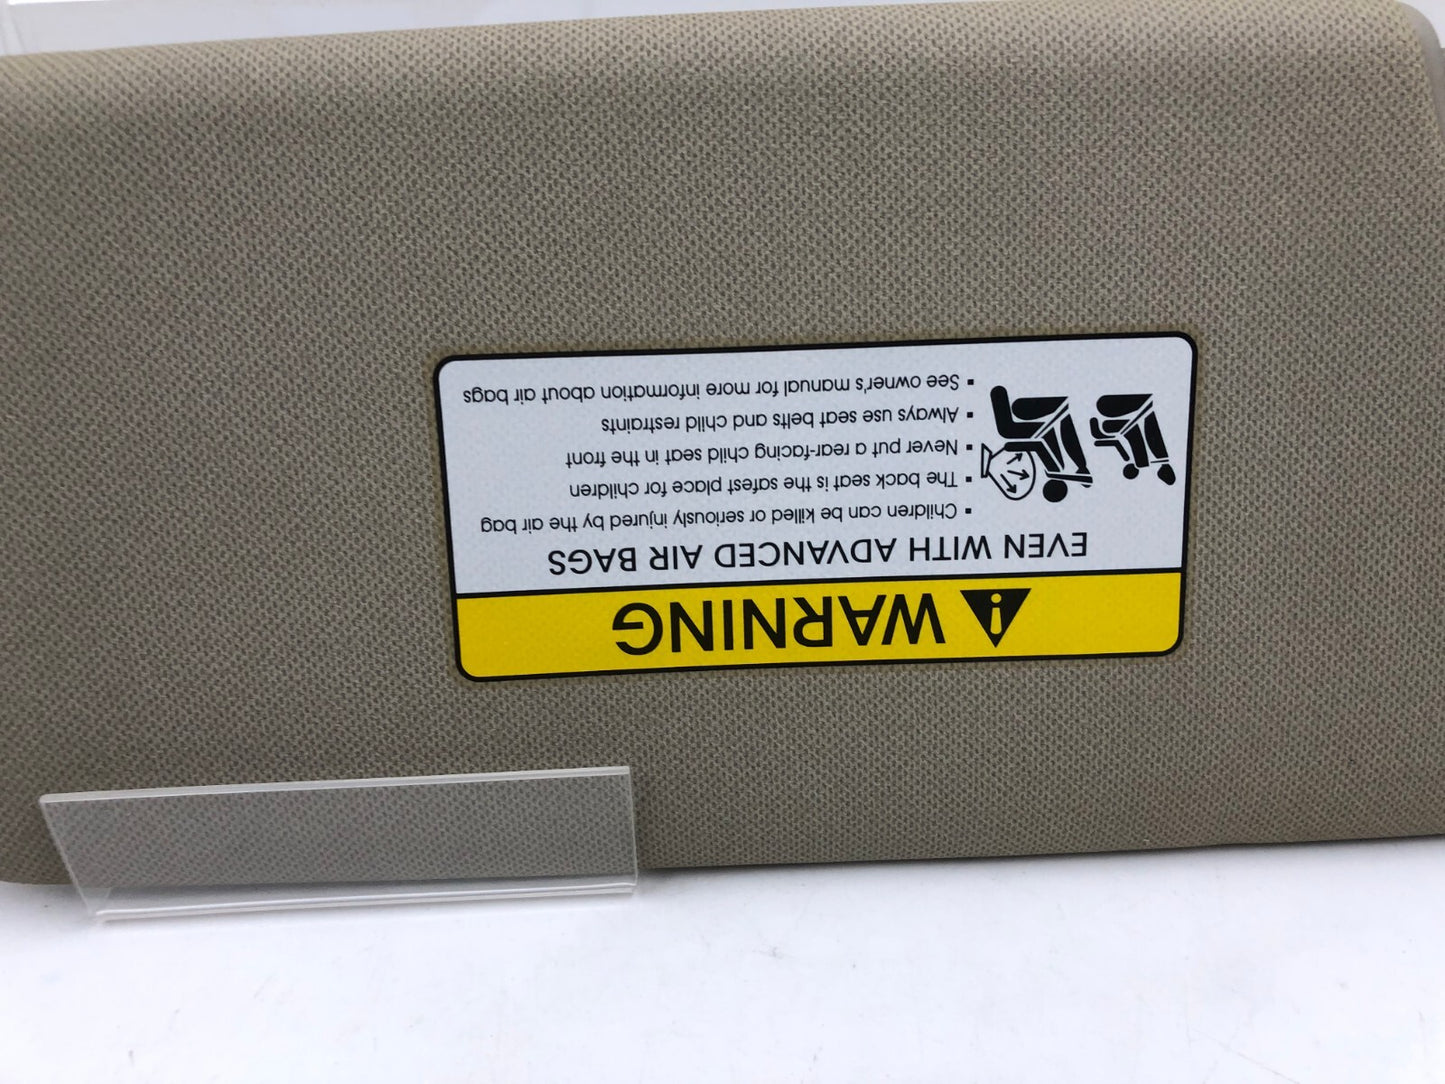 WARNING
EVEN WITH ADVANCED AIR BAGS
▪ Children can be killed or seriously injured by the air bag
▪ The back seat is the safest place for children
▪ Never put a rear-facing child seat in the front
▪ Always use seat belts and child restraints
▪ See owner's manual for more information about air bags